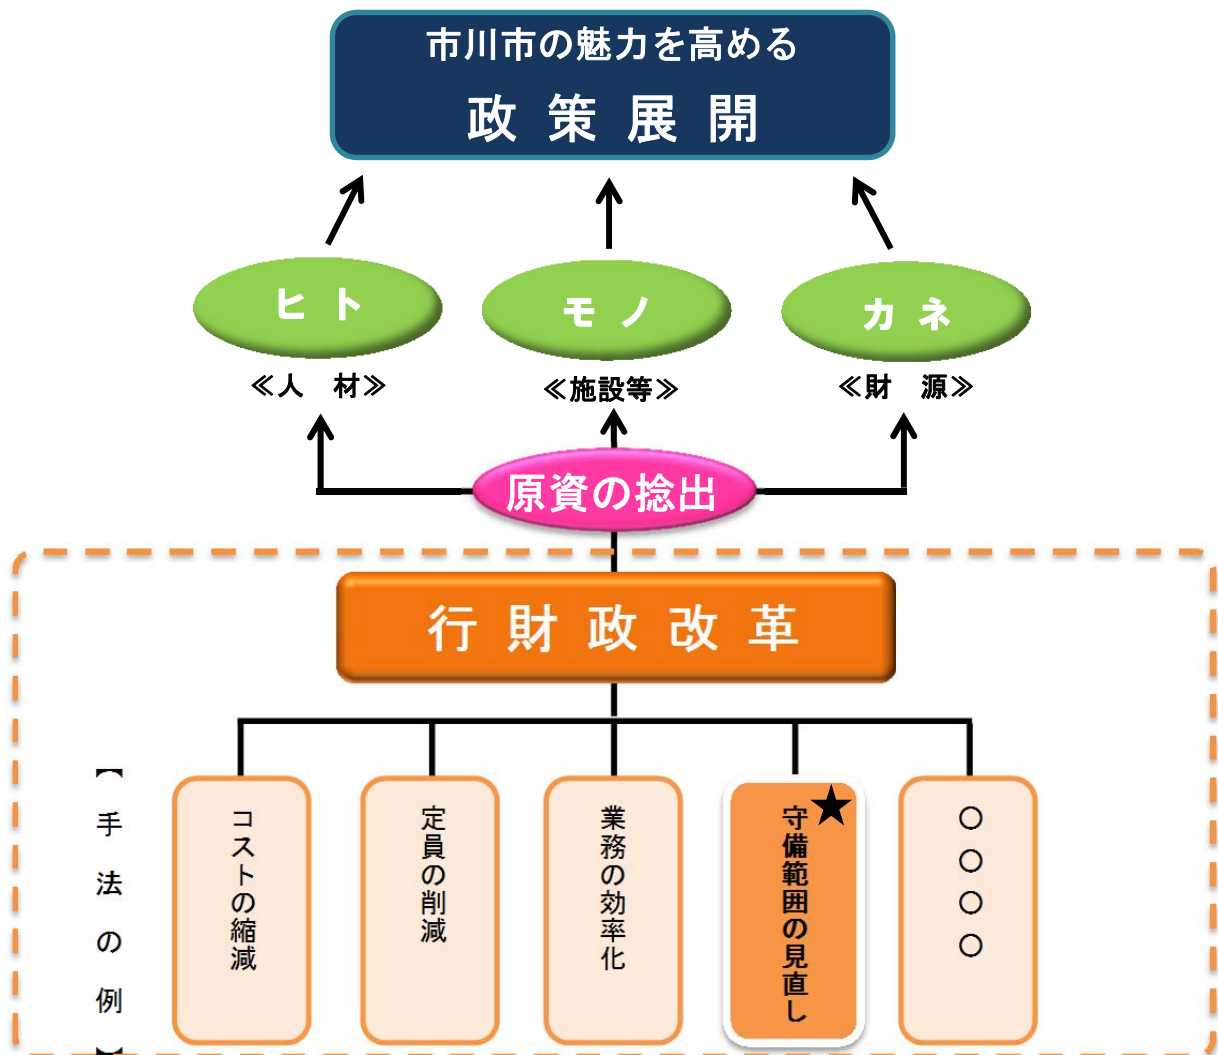 市川市の魅力を高める
政策展開
ヒト
モノ
カネ
≪人　材≫
≪施設等≫
≪財　源≫
原資の捻出
行財政改革
【手法の例】
コストの縮減
定員の削減
業務の効率化
守備範囲の見直し
★
〇〇〇〇